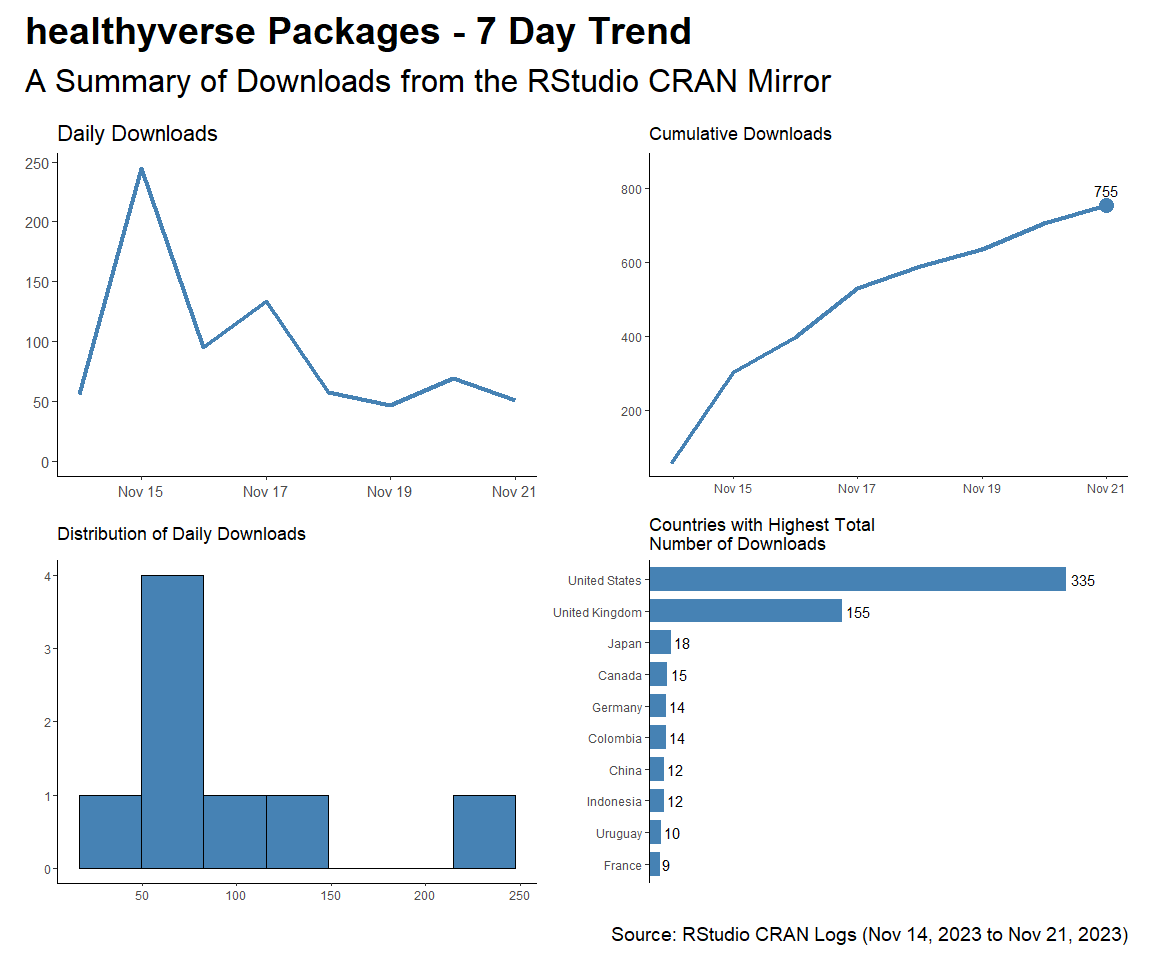 healthyverse Packages - 7 Day Trend
A Summary of Downloads from the RStudio CRAN Mirror
Daily Downloads
250
200
150
100
50
0
Nov 15 Nov 17 Nov 19 Nov 21
Cumulative Downloads
800
600
400
200
755
Nov 15 Nov 17 Nov 19 Nov 21
Distribution of Daily Downloads
4
3
2
1
0
50 100 150 200 250
Countries with Highest Total
Number of Downloads
United States 335
United Kingdom 155
Japan 18
Canada 15
Germany 14
Colombia 14
China 12
Indonesia 12
Uruguay 10
France 9
Source: RStudio CRAN Logs (Nov 14, 2023 to Nov 21, 2023)